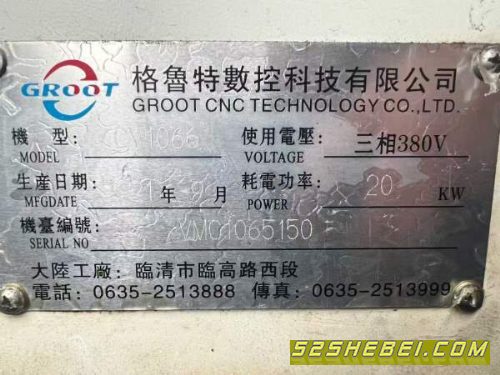 GROOT
格魯特數控科技有限公司
GROOT CNC TECHNOLOGY CO.,LTD.
機 型:
MODEL
使用電壓: 三相380V
VOLTAGE
生産日期: 年 9 月
MFGDATE
耗電功率: 20 KW
POWER
機臺編號:
SERIAL NO
大陸工廠: 臨清市臨高路西段
電話: 0635-2513888 傳真: 0635-2513999
52SHEBEI.COM